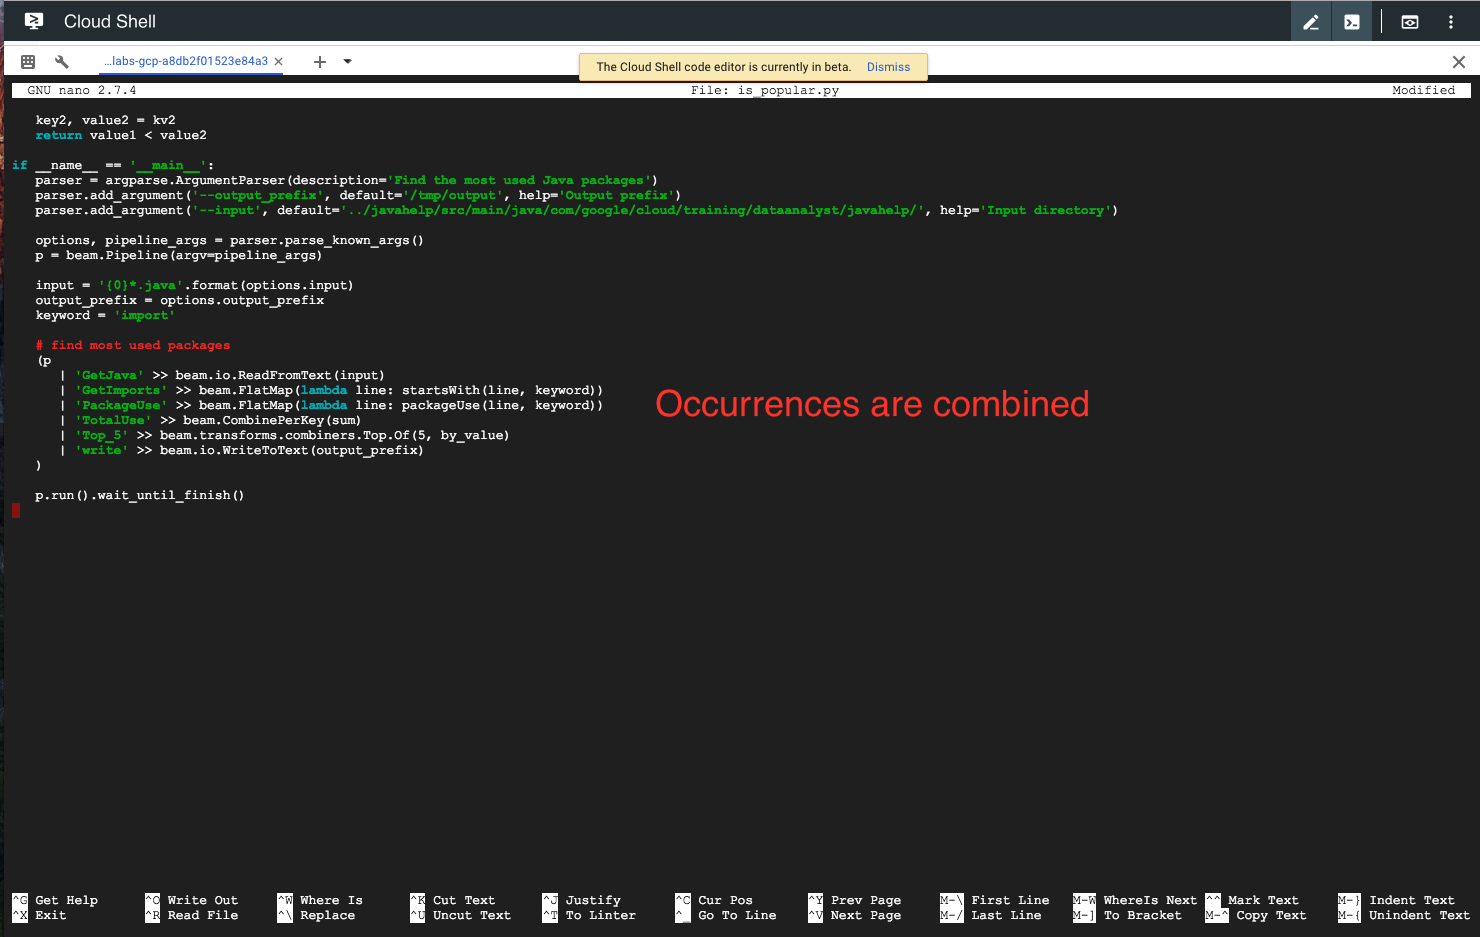 Cloud Shell
...labs-gcp-a8db2f01523e84a3
The Cloud Shell code editor is currently in beta. Dismiss
GNU nano 2.7.4 File: is_popular.py Modified
key2, value2 = kv2
return value1 < value2
if __name__ == '__main__':
parser = argparse.ArgumentParser(description='Find the most used Java packages')
parser.add_argument('--output_prefix', default='/tmp/output', help='Output prefix')
parser.add_argument('--input', default='../javahelp/src/main/java/com/google/cloud/training/dataanalyst/javahelp/', help='Input directory')
options, pipeline_args = parser.parse_known_args()
p = beam.Pipeline(argv=pipeline_args)
input = '{0}*.java'.format(options.input)
output_prefix = options.output_prefix
keyword = 'import'
# find most used packages
(p
| 'GetJava' >> beam.io.ReadFromText(input)
| 'GetImports' >> beam.FlatMap(lambda line: startsWith(line, keyword))
| 'PackageUse' >> beam.FlatMap(lambda line: packageUse(line, keyword))
| 'TotalUse' >> beam.CombinePerKey(sum)
| 'Top_5' >> beam.transforms.combiners.Top.Of(5, by_value)
| 'write' >> beam.io.WriteToText(output_prefix)
)
Occurrences are combined
p.run().wait_until_finish()
^G Get Help ^O Write Out ^W Where Is ^K Cut Text ^J Justify ^C Cur Pos ^Y Prev Page M-\ First Line M-W WhereIs Next ^^ Mark Text M-} Indent Text
^X Exit ^R Read File ^\ Replace ^U Uncut Text ^T To Linter ^_ Go To Line ^V Next Page M-/ Last Line M-] To Bracket M-^ Copy Text M-{ Unindent Text